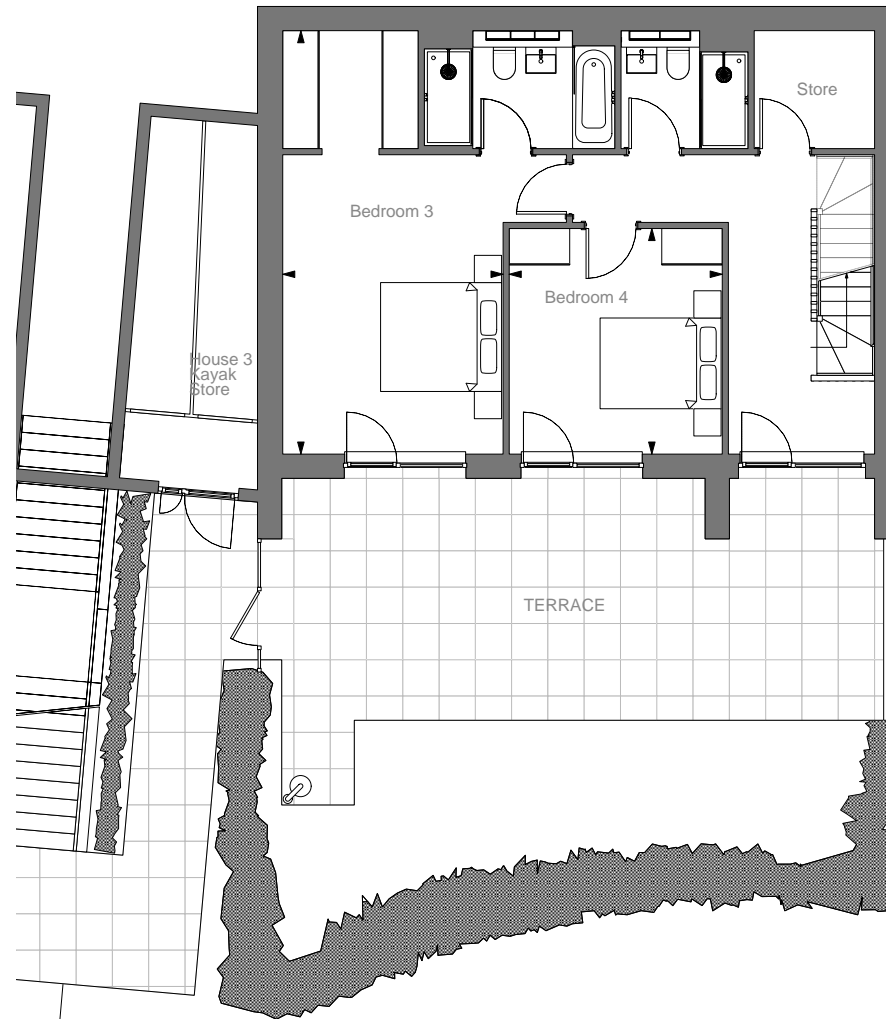 Store
Bedroom 3
Bedroom 4
House 3
Kayak
Store
TERRACE